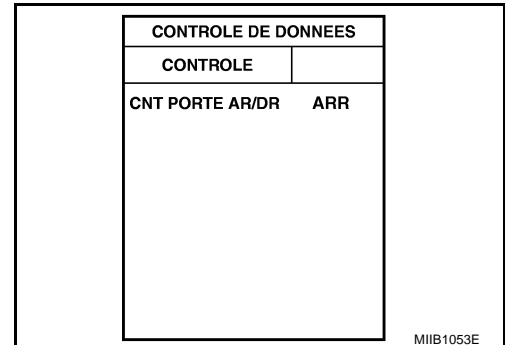 CONTROLE DE DONNEES
CONTROLE
CNT PORTE AR/DR ARR
MIIB1053E